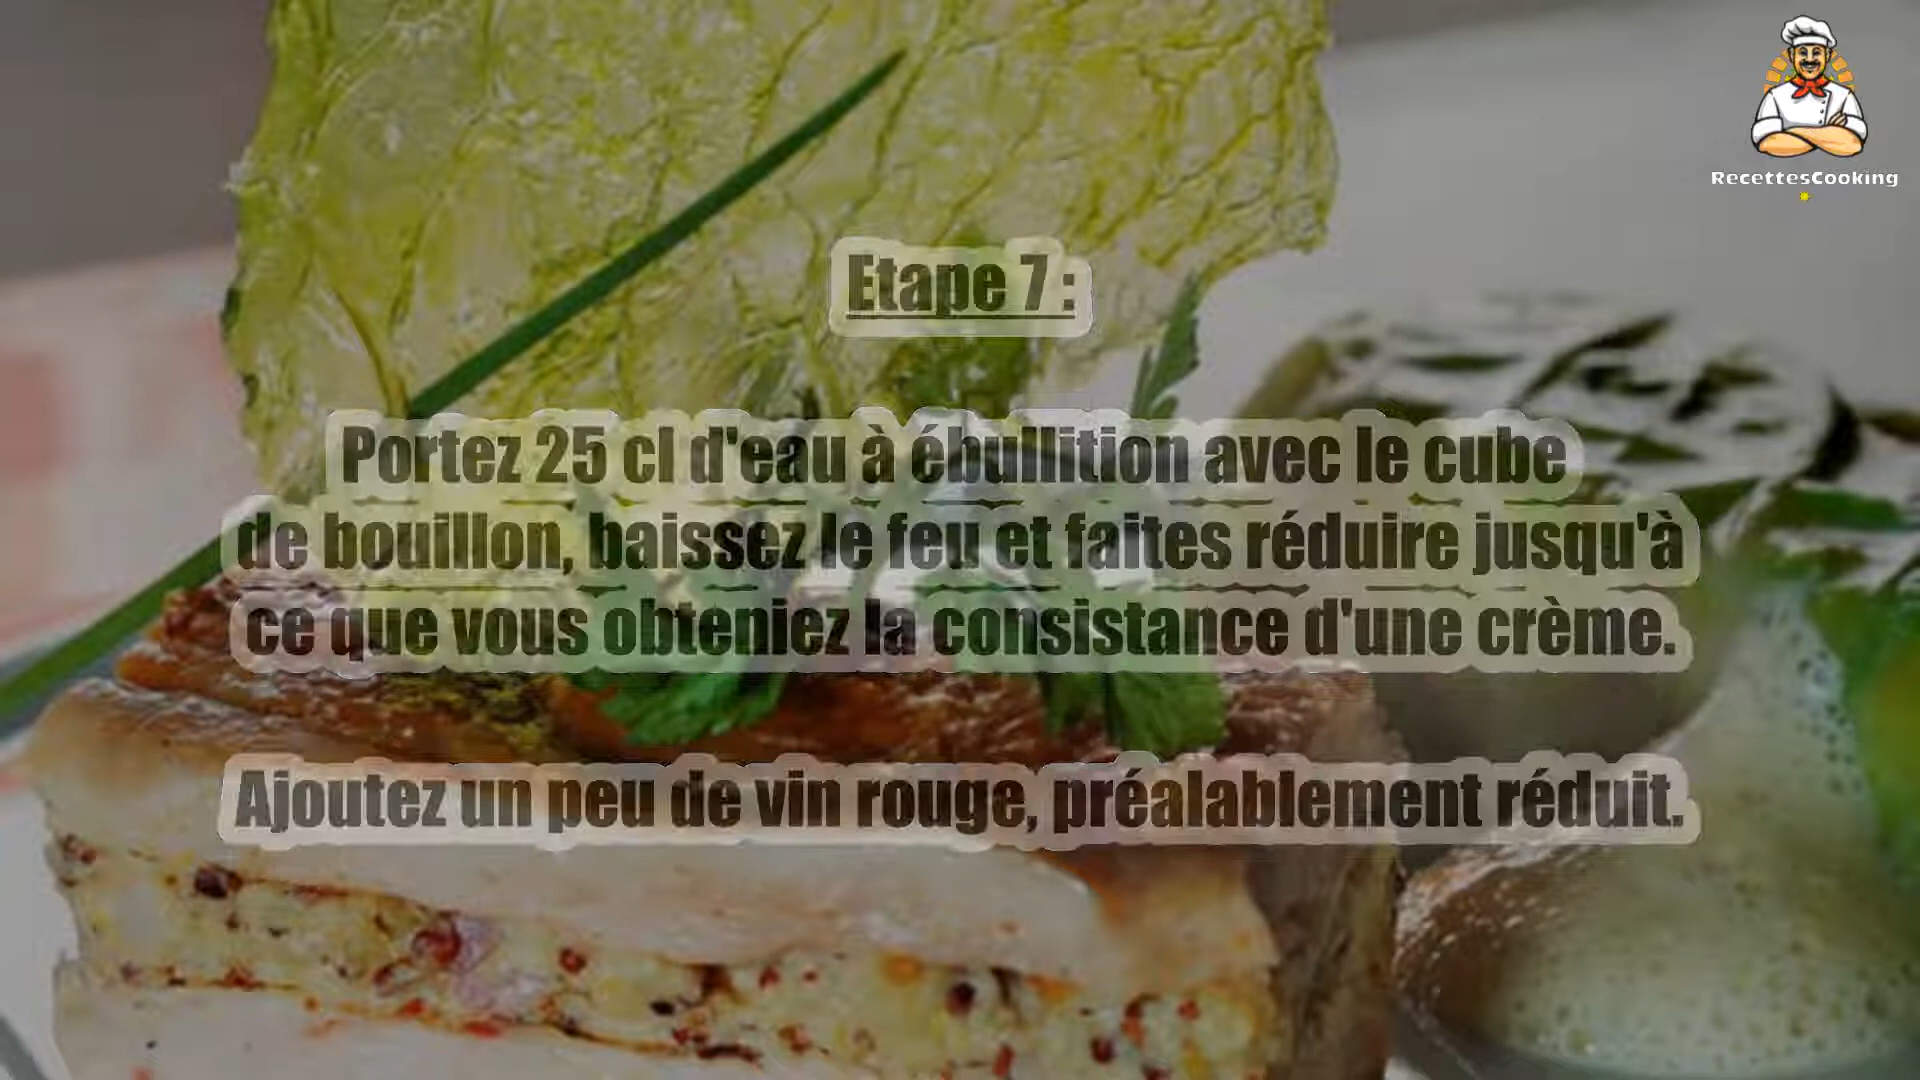 RecettesCooking
Etape 7 :
Portez 25 cl d'eau à ébullition avec le cube
de bouillon, baissez le feu et faites réduire jusqu'à
ce que vous obteniez la consistance d'une crème.
Ajoutez un peu de vin rouge, préalablement réduit.